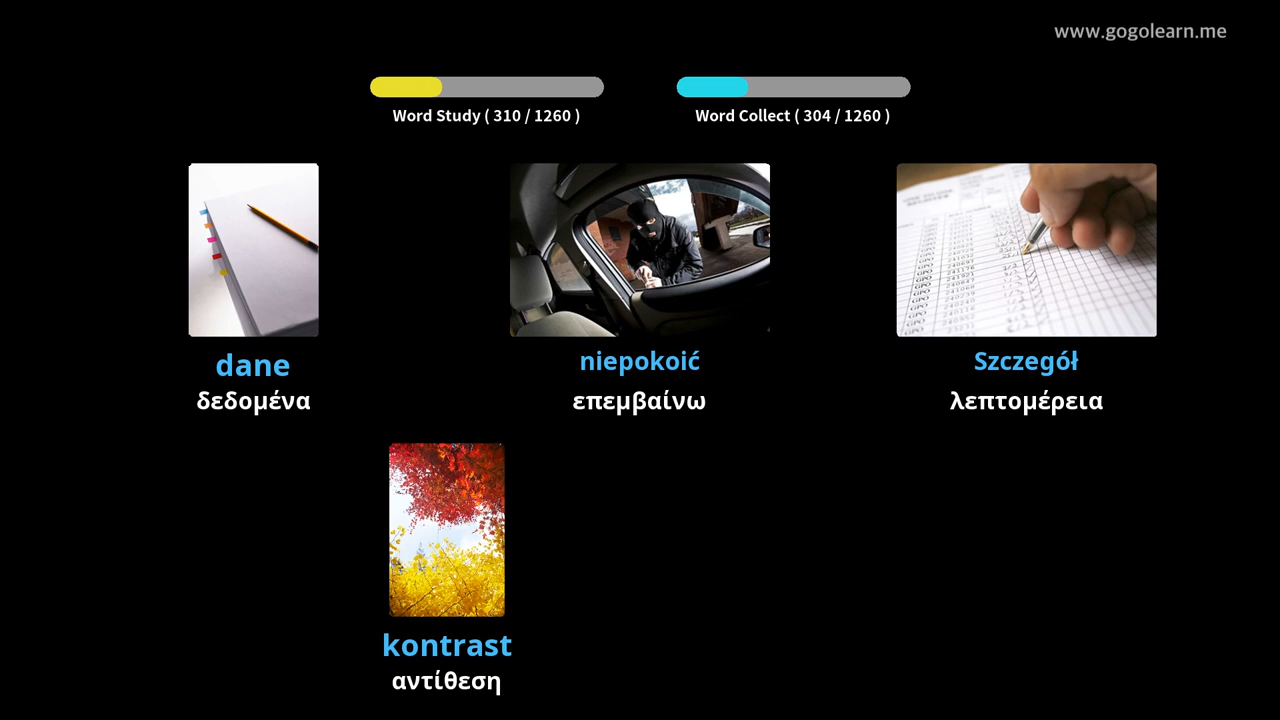 www.gogolearn.me
Word Study ( 310 / 1260 )
Word Collect ( 304 / 1260 )
dane
δεδομένα
niepokoić
επεμβαίνω
Szczegół
λεπτομέρεια
kontrast
αντίθεση